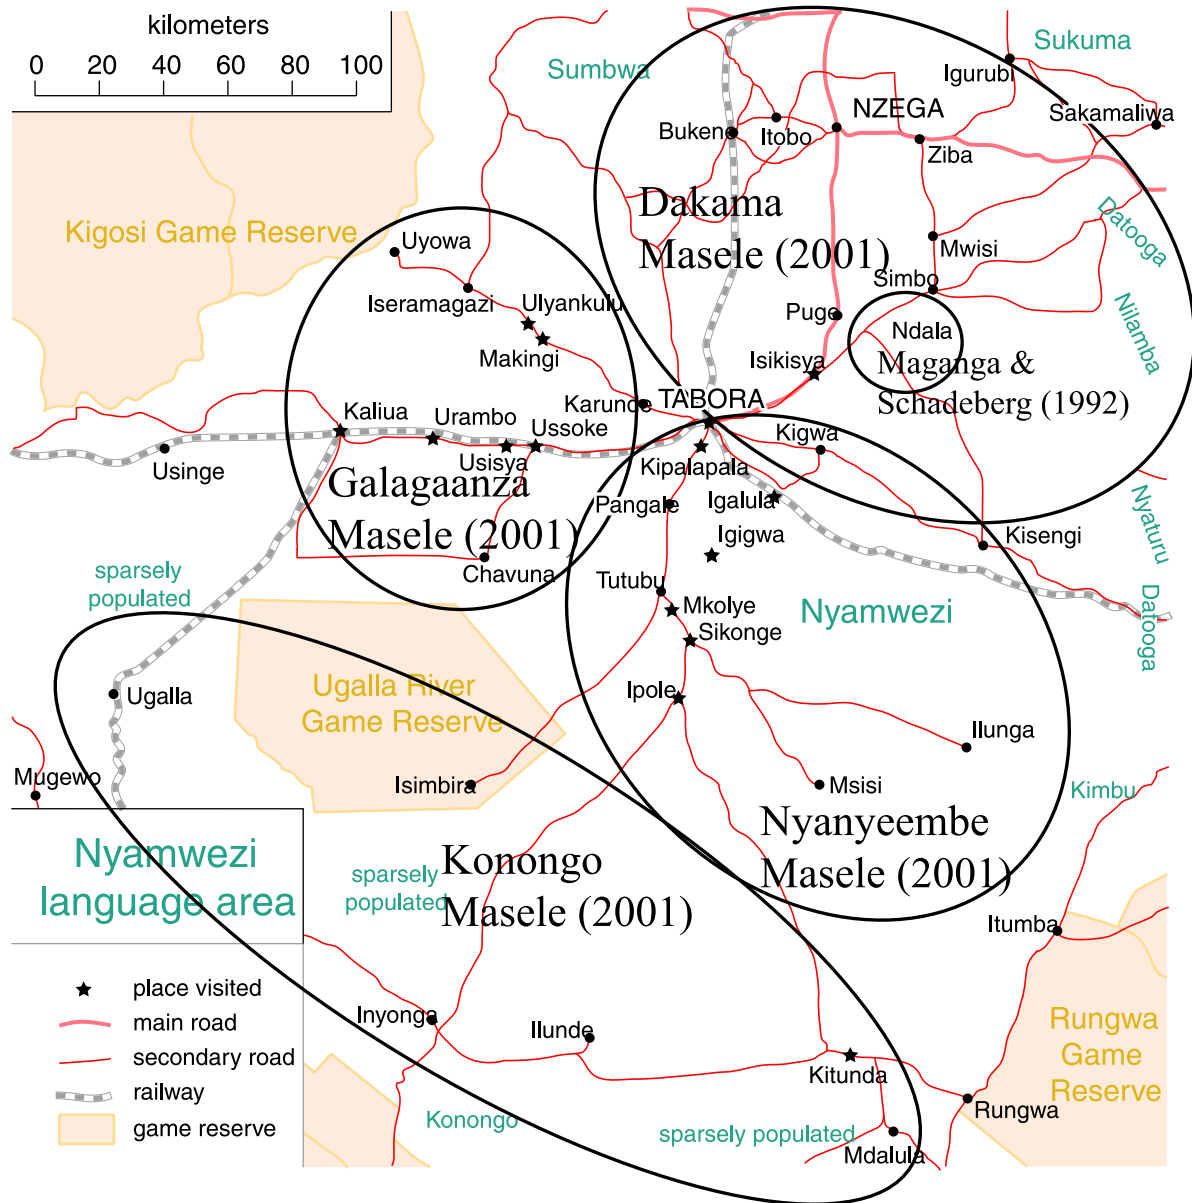 kilometers
0 20 40 60 80 100
Sumbwa
Sukuma
Igurubi
Sakamaliwa
NZEGA
Bukene
Itobo
Ziba
Kigosi Game Reserve
Dakama
Masele (2001)
Datooga
Uyowa
Mwisi
Iseramagazi
Ulyankulu
Simbo
Nilamba
Makingi
Puge
Ndala
Isikisya
Maganga &
Schadeberg (1992)
Karunde
TABORA
Kaliua
Urambo
Ussoke
Kigwa
Usinge
Usisya
Kipalapala
Galagaanza
Masele (2001)
Pangale
Igalula
Nyaturu
Igigwa
Kisengi
Chavuna
sparsely
populated
Tutubu
Mkolye
Nyamwezi
Datooga
Sikonge
Ugalla
Ugalla River
Game Reserve
Ipole
Ilunga
Mugewo
Isimbira
Msisi
Kimbu
Nyamwezi
language area
Nyanyeembe
Masele (2001)
sparsely
populated
Konongo
Masele (2001)
Itumba
place visited
main road
secondary road
railway
game reserve
Inyonga
Ilunde
Rungwa
Game
Reserve
Kitunda
Rungwa
Konongo
sparsely populated
Mdalula